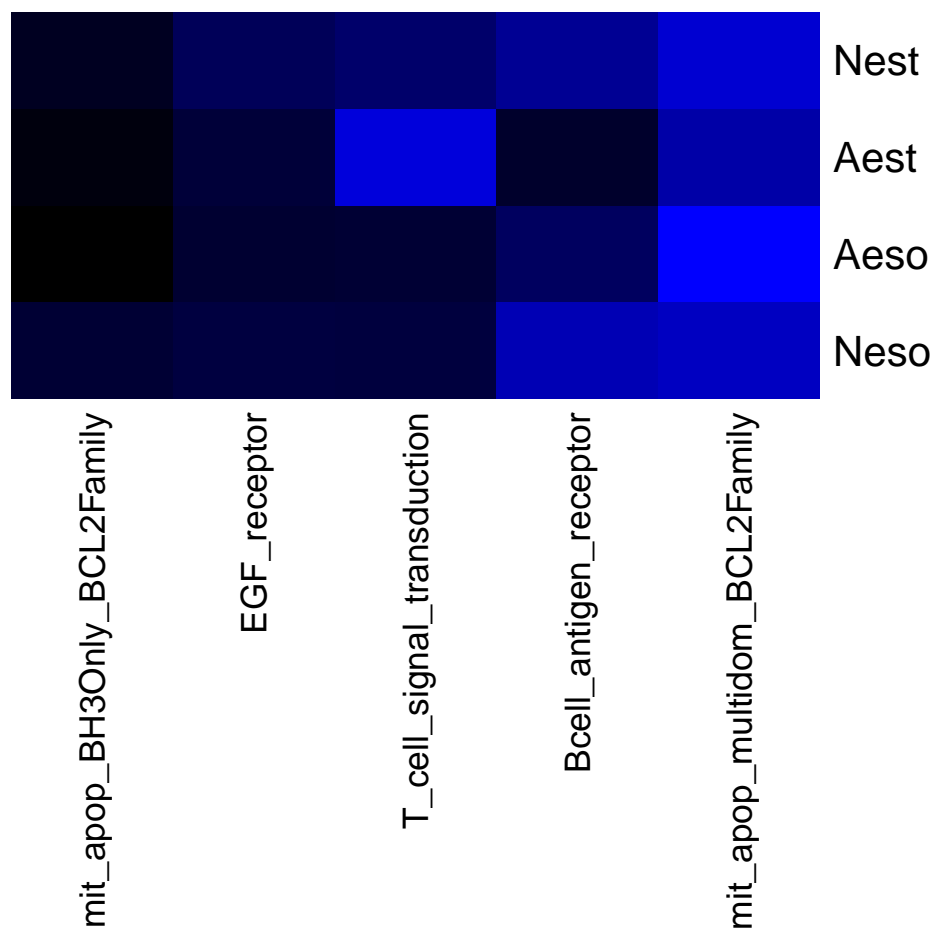 Nest
Aest
Aeso
Neso
mit_apop_BH3Only_BCL2Family
EGF_receptor
T_cell_signal_transduction
Bcell_antigen_receptor
mit_apop_multidom_BCL2Family